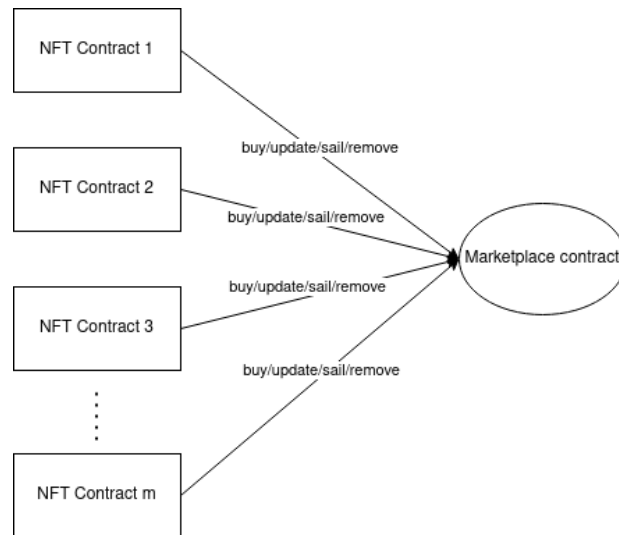 NFT Contract 1
buy/update/sail/remove
NFT Contract 2
buy/update/sail/remove
Marketplace contract
buy/update/sail/remove
NFT Contract 3
buy/update/sail/remove
NFT Contract m